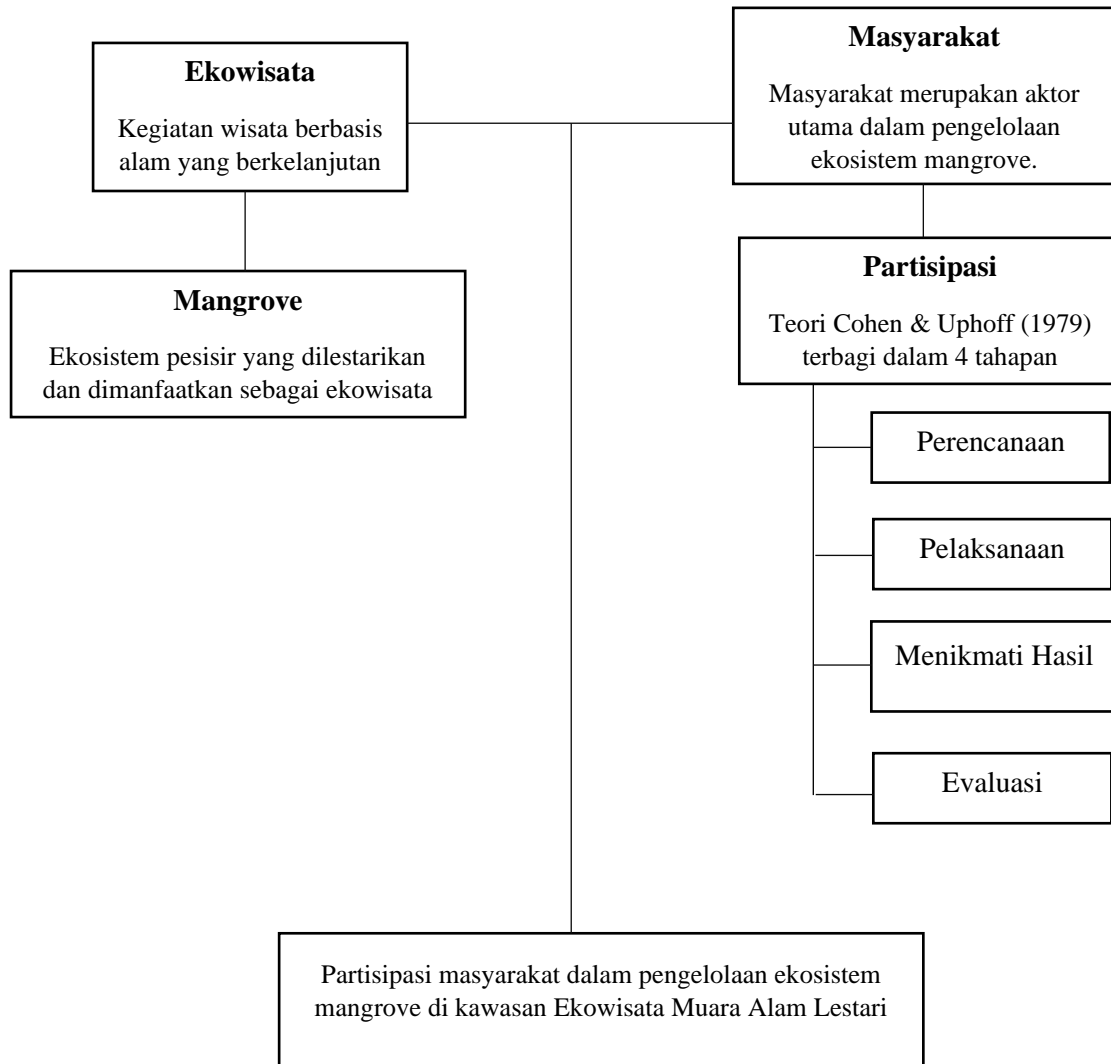 Ekowisata
Kegiatan wisata berbasis
alam yang berkelanjutan
Mangrove
Ekosistem pesisir yang dilestarikan
dan dimanfaatkan sebagai ekowisata
Masyarakat
Masyarakat merupakan aktor
utama dalam pengelolaan
ekosistem mangrove.
Partisipasi
Teori Cohen & Uphoff (1979)
terbagi dalam 4 tahapan
Perencanaan
Pelaksanaan
Menikmati Hasil
Evaluasi
Partisipasi masyarakat dalam pengelolaan ekosistem
mangrove di kawasan Ekowisata Muara Alam Lestari